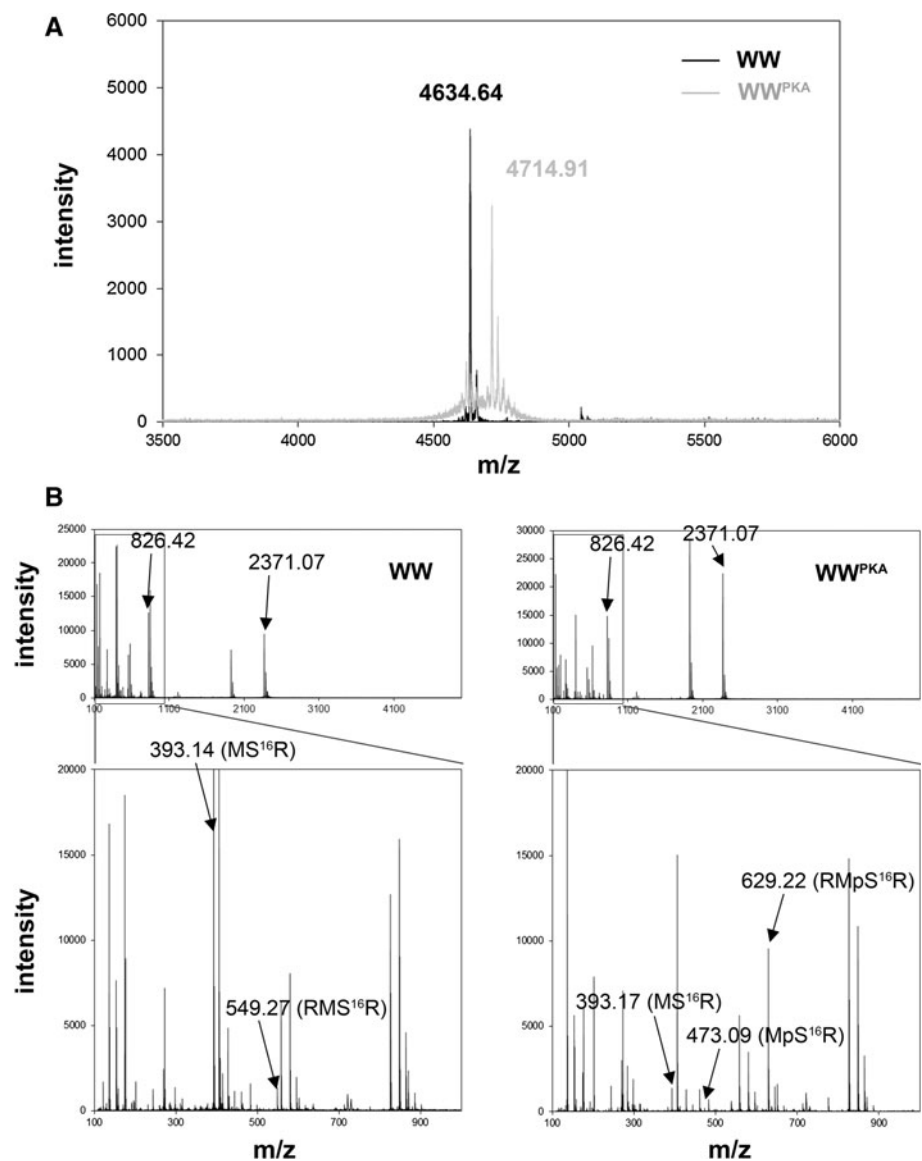 A
6000
5000
4000
3000
2000
1000
0
intensity
3500 4000 4500 5000 5500 6000
m/z
4634.64
4714.91
WW
WWᴾᴷᴬ
B
25000
20000
15000
10000
5000
0
intensity
100 1100 2100 3100 4100
826.42
2371.07
WW
30000
25000
20000
15000
10000
5000
0
100 1100 2100 3100 4100
826.42
2371.07
WWᴾᴷᴬ
20000
15000
10000
5000
0
intensity
100 300 500 700 900
m/z
393.14 (MS¹⁶R)
549.27 (RMS¹⁶R)
20000
15000
10000
5000
0
100 300 500 700 900
m/z
629.22 (RMpS¹⁶R)
393.17 (MS¹⁶R)
473.09 (MpS¹⁶R)